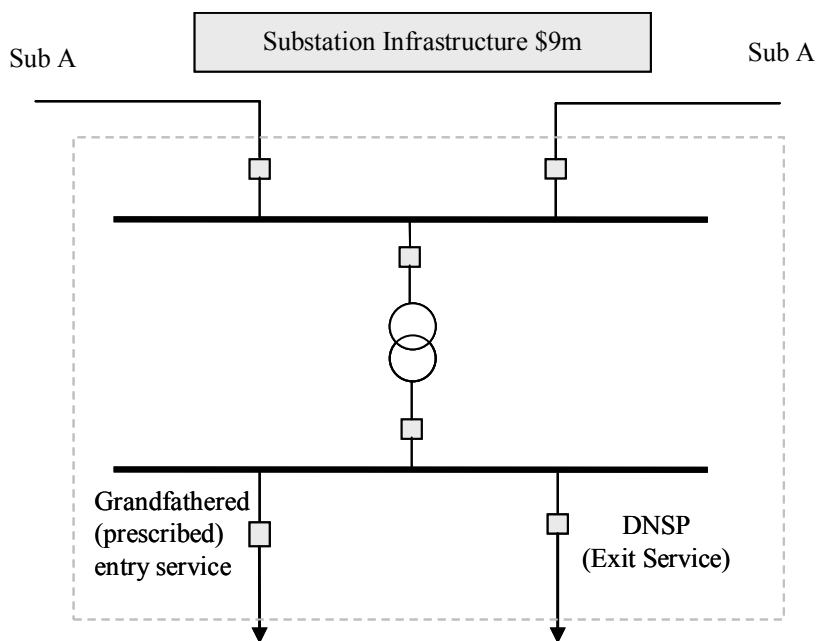 Substation Infrastructure $9m
Sub A
Sub A
Grandfathered
(prescribed)
entry service
DNSP
(Exit Service)